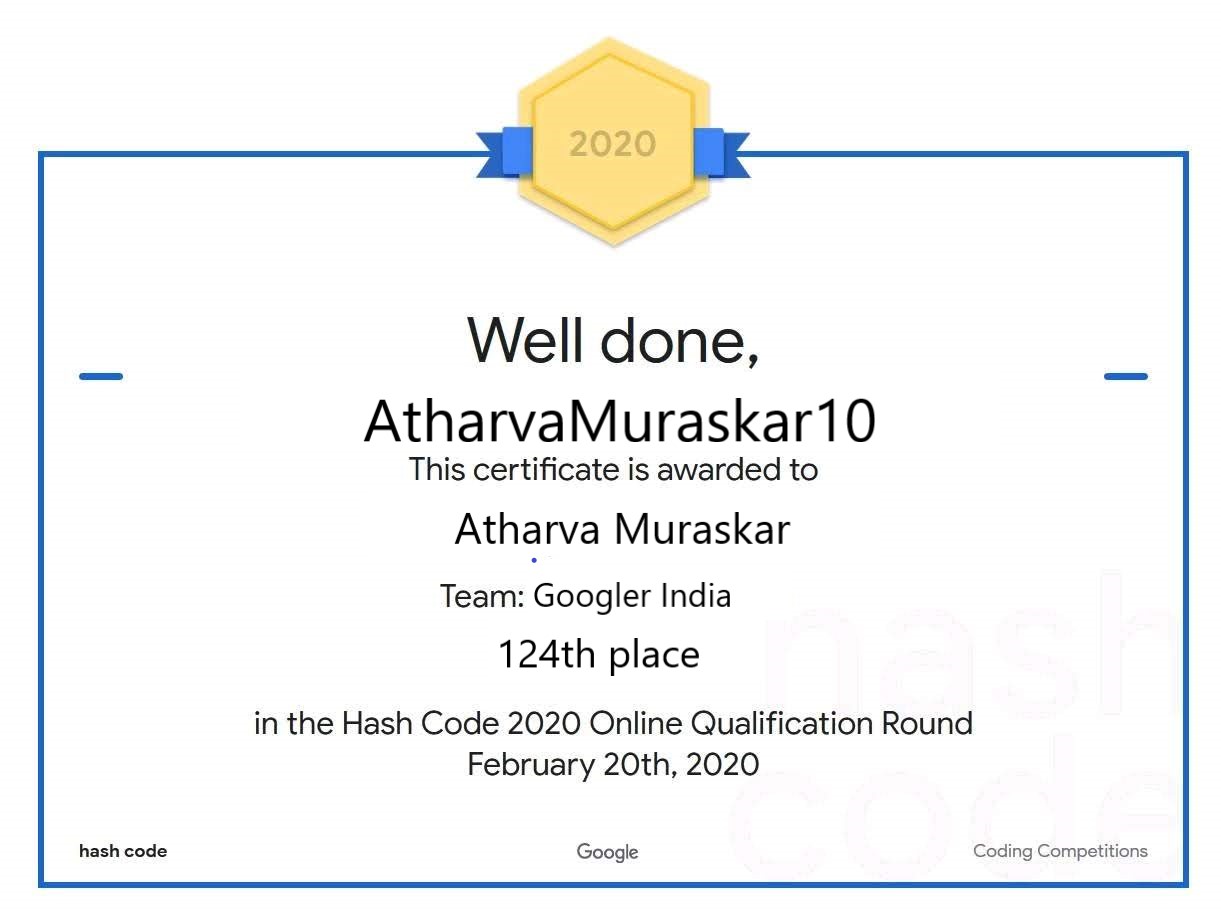 2020
Well done,
AtharvaMuraskar10
This certificate is awarded to
Atharva Muraskar
Team: Googler India
124th place
in the Hash Code 2020 Online Qualification Round
February 20th, 2020
hash code
hash code Google Coding Competitions